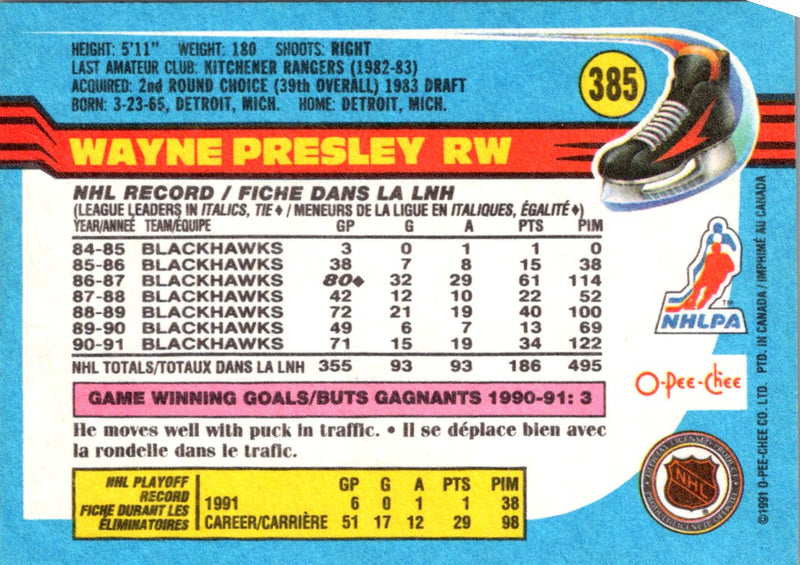 HEIGHT: 5'11" WEIGHT: 180 SHOOTS: RIGHT
LAST AMATEUR CLUB: KITCHENER RANGERS (1982-83)
ACQUIRED: 2nd ROUND CHOICE (39th OVERALL) 1983 DRAFT
BORN: 3-23-65, DETROIT, MICH. HOME: DETROIT, MICH.
385
WAYNE PRESLEY RW
NHL RECORD / FICHE DANS LA LNH
(LEAGUE LEADERS IN ITALICS, TIE ♦ / MENEURS DE LA LIGUE EN ITALIQUES, ÉGALITÉ ♦)
YEAR/ANNÉE TEAM/ÉQUIPE GP G A PTS PIM
84-85 BLACKHAWKS 3 0 1 1 0
85-86 BLACKHAWKS 38 7 8 15 38
86-87 BLACKHAWKS 80♦ 32 29 61 114
87-88 BLACKHAWKS 42 12 10 22 52
88-89 BLACKHAWKS 72 21 19 40 100
89-90 BLACKHAWKS 49 6 7 13 69
90-91 BLACKHAWKS 71 15 19 34 122
NHL TOTALS/TOTAUX DANS LA LNH 355 93 93 186 495
GAME WINNING GOALS/BUTS GAGNANTS 1990-91: 3
He moves well with puck in traffic. • Il se déplace bien avec
la rondelle dans le trafic.
NHL PLAYOFF
RECORD
FICHE DURANT LES
ÉLIMINATOIRES
GP G A PTS PIM
1991 6 0 1 1 38
CAREER/CARRIÈRE 51 17 12 29 98
NHLPA
TM
O-Pee-Chee
NHL
©1991 O-PEE-CHEE CO. LTD. PTD. IN CANADA / IMPRIMÉ AU CANADA